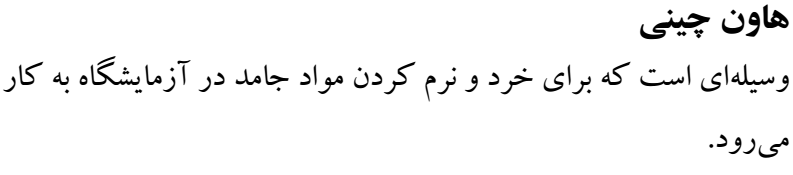 هاون چینی
وسیله‌ای است که برای خرد و نرم کردن مواد جامد در آزمایشگاه به کار
می‌رود.